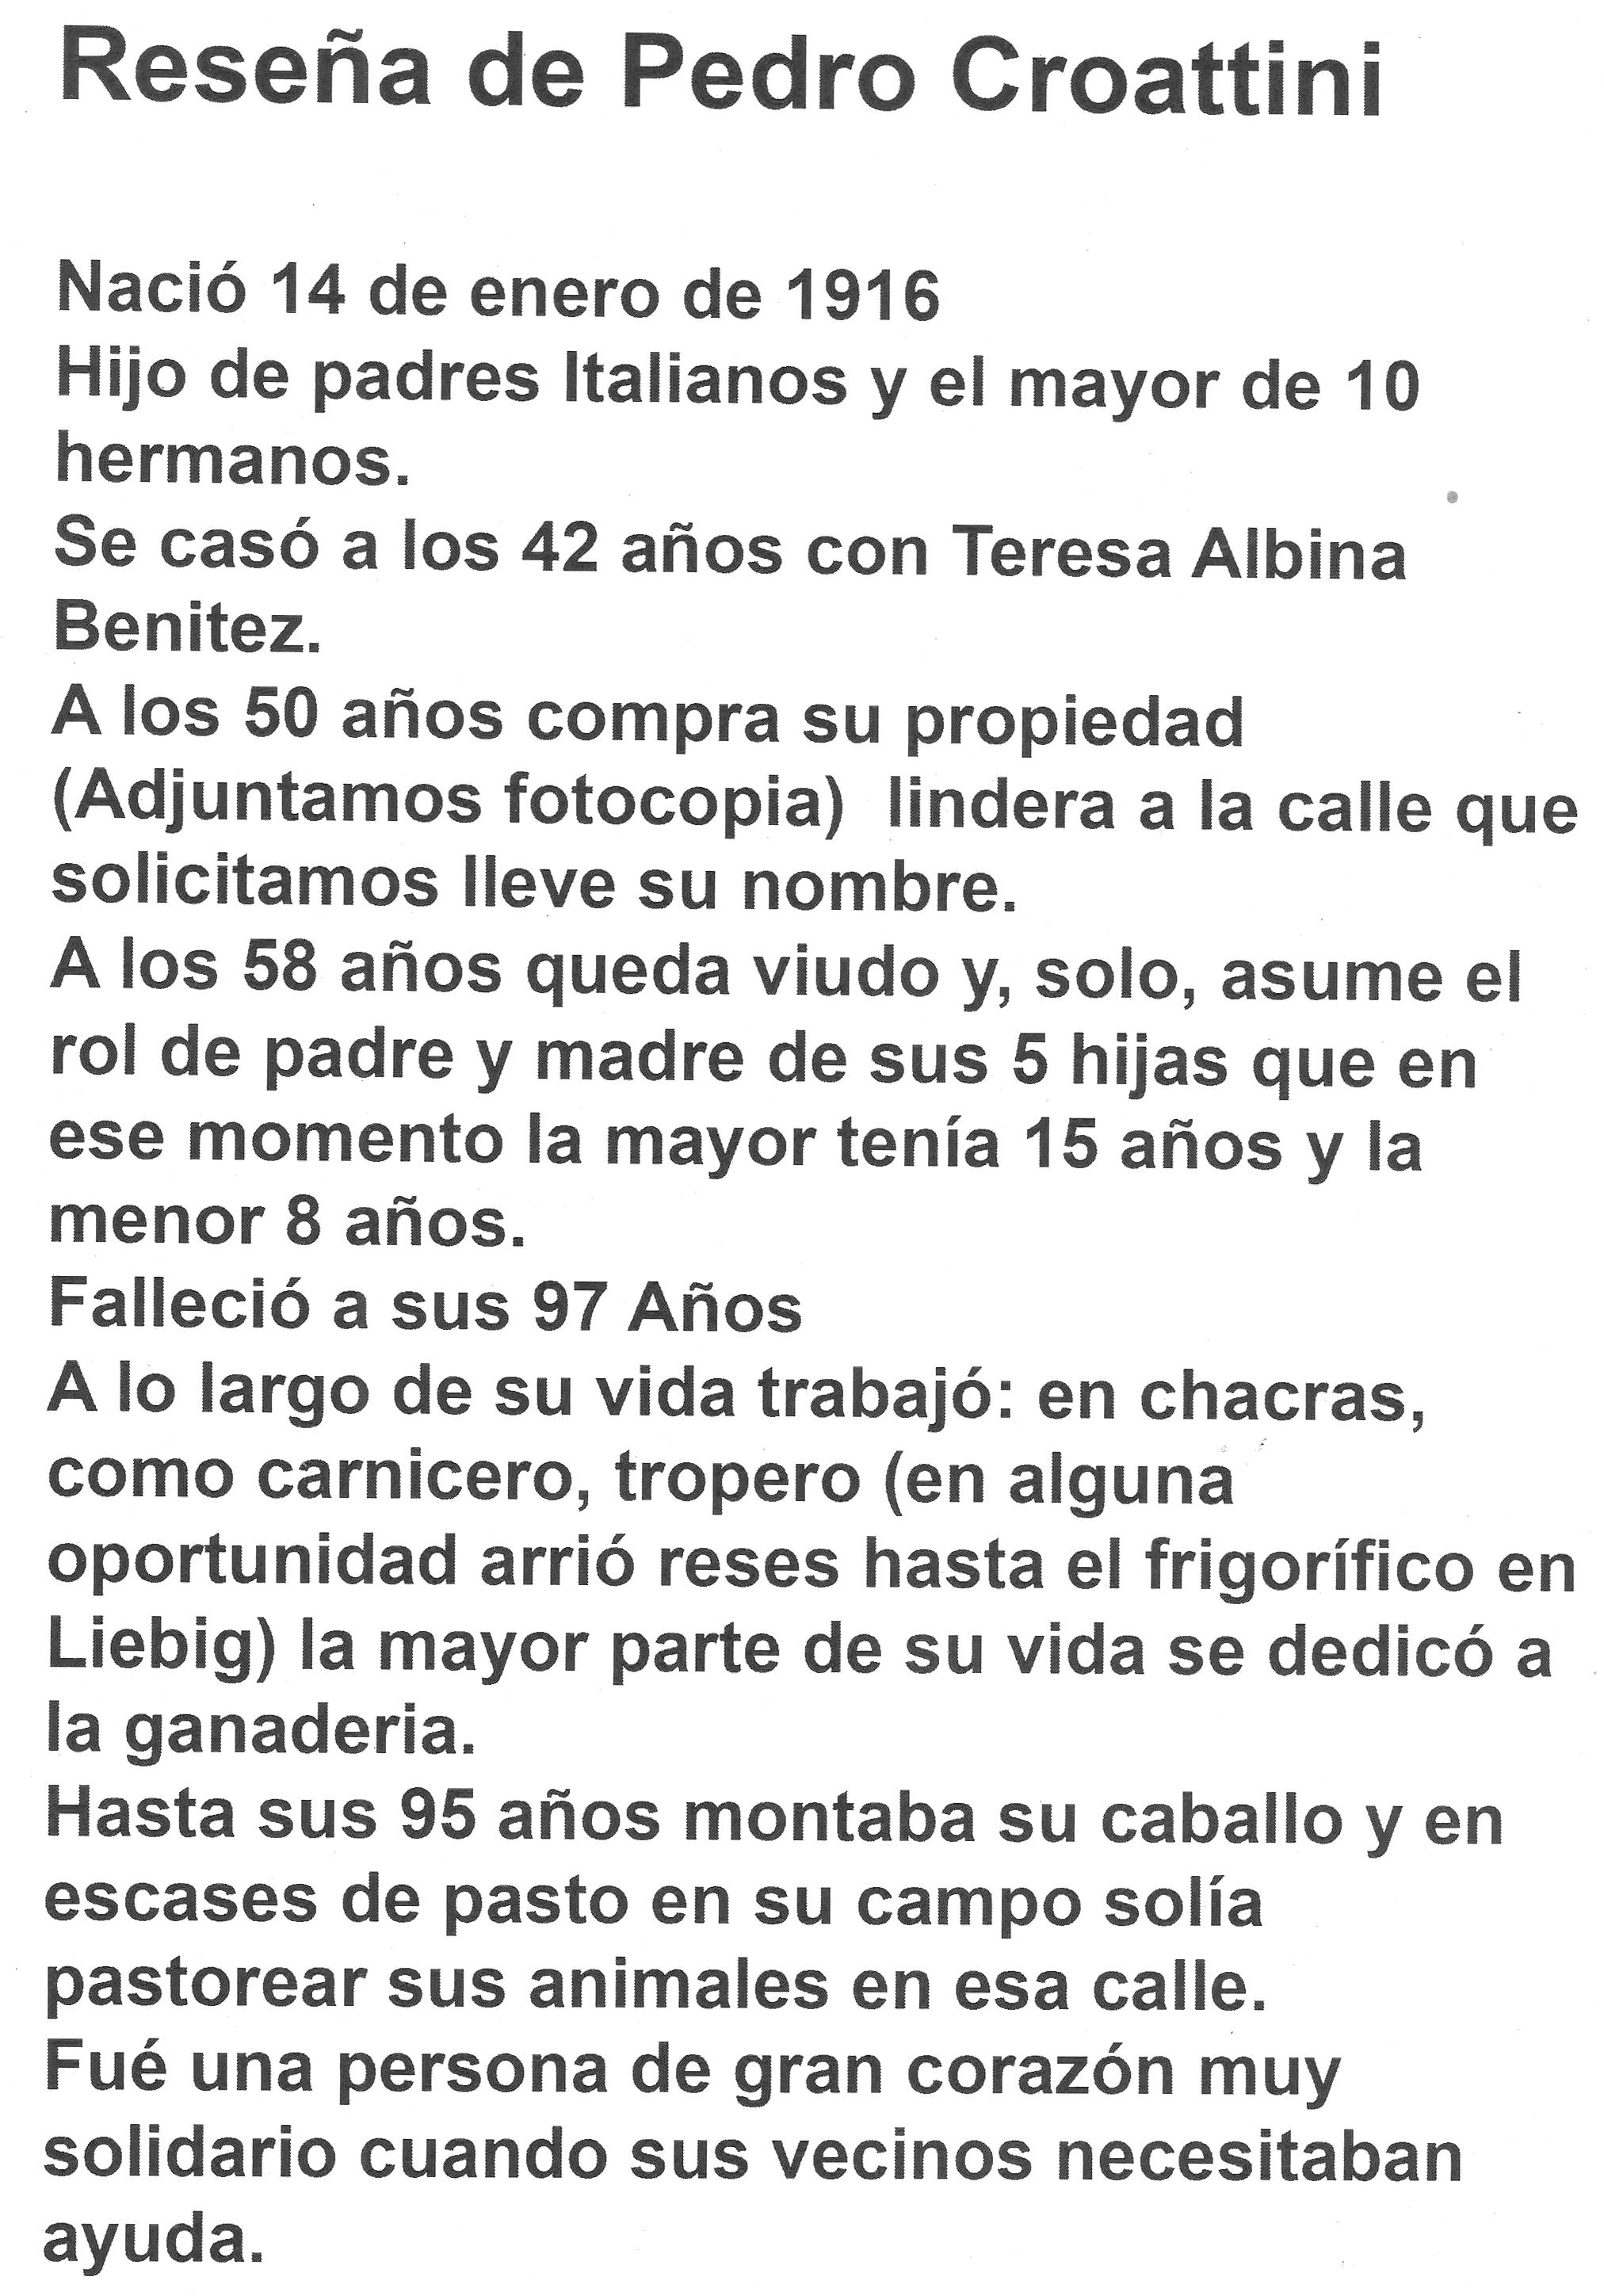 Reseña de Pedro Croattini
Nació 14 de enero de 1916
Hijo de padres Italianos y el mayor de 10
hermanos.
Se casó a los 42 años con Teresa Albina
Benitez.
A los 50 años compra su propiedad
(Adjuntamos fotocopia)  lindera a la calle que
solicitamos lleve su nombre.
A los 58 años queda viudo y, solo, asume el
rol de padre y madre de sus 5 hijas que en
ese momento la mayor tenía 15 años y la
menor 8 años.
Falleció a sus 97 Años
A lo largo de su vida trabajó: en chacras,
como carnicero, tropero (en alguna
oportunidad arrió reses hasta el frigorífico en
Liebig) la mayor parte de su vida se dedicó a
la ganaderia.
Hasta sus 95 años montaba su caballo y en
escases de pasto en su campo solía
pastorear sus animales en esa calle.
Fué una persona de gran corazón muy
solidario cuando sus vecinos necesitaban
ayuda.